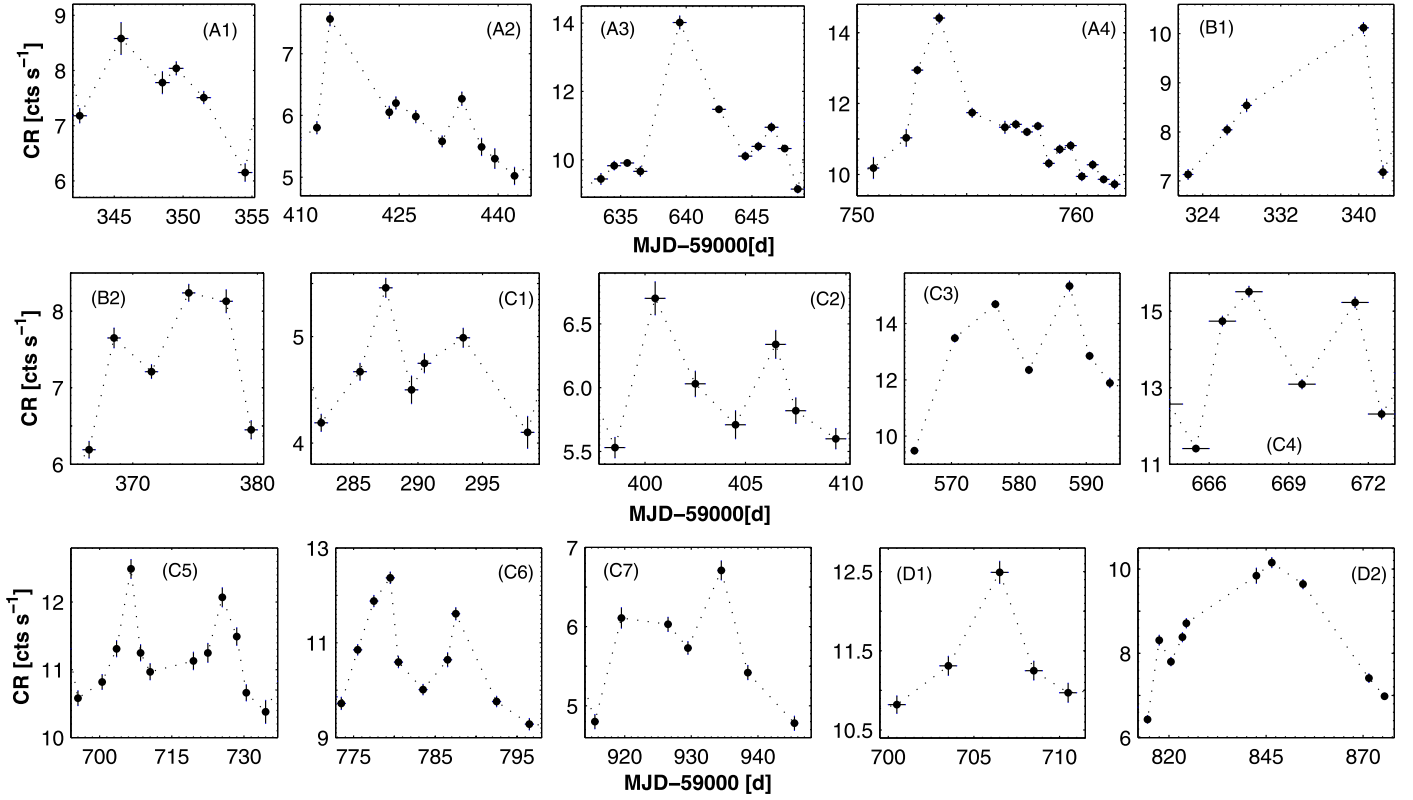 (A1) (A2) (A3) (A4) (B1)
CR [cts s⁻¹]
9 8 7 6
345 350 355
7 6 5
410 425 440
14 12 10
635 640 645
14 12 10
750 760
10 9 8 7
324 332 340
MJD−59000[d]
(B2) (C1) (C2) (C3) (C4)
CR [cts s⁻¹]
8 7 6
370 380
5 4
285 290 295
6.5 6.0 5.5
400 405 410
14 12 10
570 580 590
15 13 11
666 669 672
MJD−59000[d]
(C5) (C6) (C7) (D1) (D2)
CR [cts s⁻¹]
12 11 10
700 715 730
13 11 9
775 785 795
7 6 5
920 930 940
12.5 11.5 10.5
700 705 710
10 8 6
820 845 870
MJD−59000 [d]